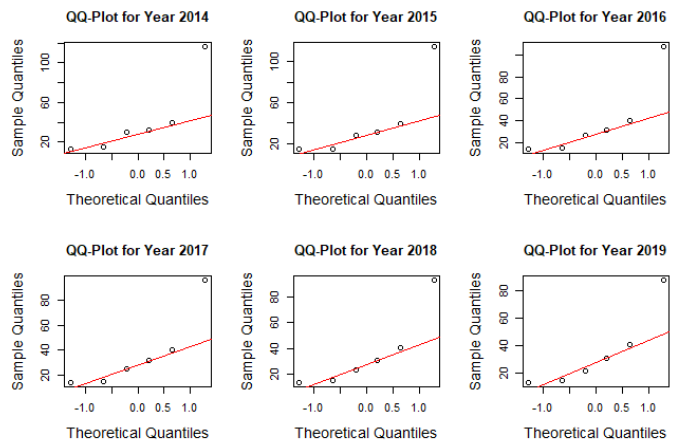 QQ-Plot for Year 2014
Sample Quantiles
20 60 100
-1.0 0.0 0.5 1.0
Theoretical Quantiles
QQ-Plot for Year 2015
Sample Quantiles
20 60 100
-1.0 0.0 0.5 1.0
Theoretical Quantiles
QQ-Plot for Year 2016
Sample Quantiles
20 40 60 80
-1.0 0.0 0.5 1.0
Theoretical Quantiles
QQ-Plot for Year 2017
Sample Quantiles
20 40 60 80
-1.0 0.0 0.5 1.0
Theoretical Quantiles
QQ-Plot for Year 2018
Sample Quantiles
20 40 60 80
-1.0 0.0 0.5 1.0
Theoretical Quantiles
QQ-Plot for Year 2019
Sample Quantiles
20 40 60 80
-1.0 0.0 0.5 1.0
Theoretical Quantiles